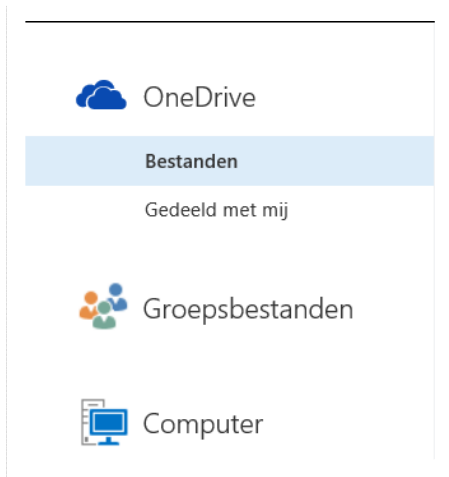 OneDrive
Bestanden
Gedeeld met mij
Groepsbestanden
Computer